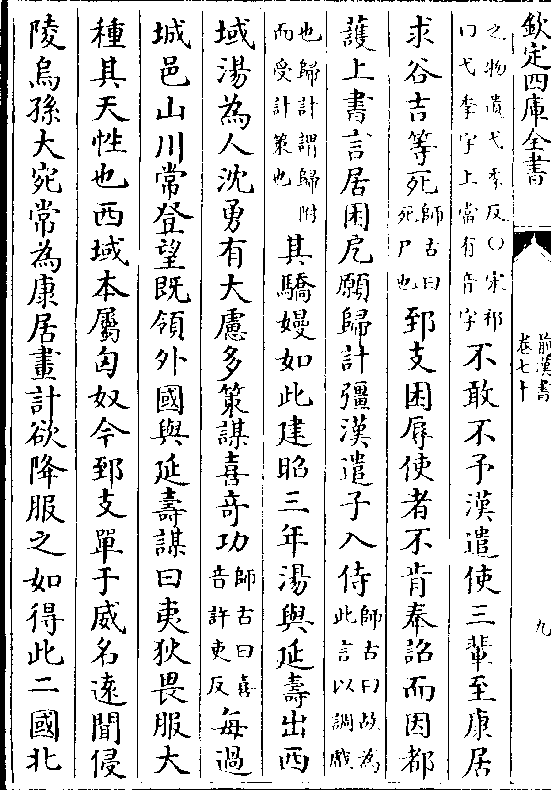 欽定四庫全書
前漢書
卷七十
九
之物遺弋季反〇宋祁曰弋季字上當有音字不敢不予漢遣使三輩至康居
求谷吉等死師古曰死尸也郅支困辱使者不肯奉詔而因都
護上書言居困厄願歸計彊漢遣子入侍師古曰故為此言以調戲
也歸計謂歸附而受計策也其驕嫚如此建昭三年湯與延壽出西
域湯為人沈勇有大慮多策謀喜奇功師古曰喜音許吏反每過
城邑山川常登望既領外國與延壽謀曰夷狄畏服大
種其天性也西域本屬匈奴今郅支單于威名遠聞侵
陵烏孫大宛常為康居畫計欲降服之如得此二國北